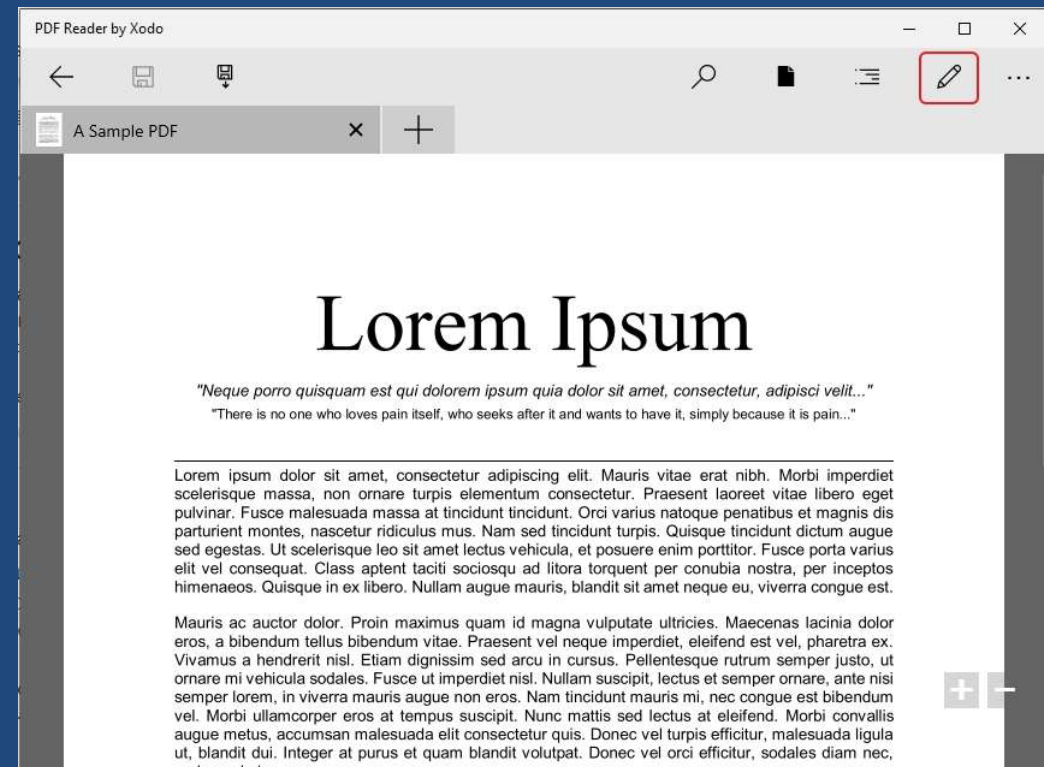 PDF Reader by Xodo
A Sample PDF
Lorem Ipsum
"Neque porro quisquam est qui dolorem ipsum quia dolor sit amet, consectetur, adipisci velit..."
"There is no one who loves pain itself, who seeks after it and wants to have it, simply because it is pain..."
Lorem ipsum dolor sit amet, consectetur adipiscing elit. Mauris vitae erat nibh. Morbi imperdiet
scelerisque massa, non ornare turpis elementum consectetur. Praesent laoreet vitae libero eget
pulvinar. Fusce malesuada massa at tincidunt tincidunt. Orci varius natoque penatibus et magnis dis
parturient montes, nascetur ridiculus mus. Nam sed tincidunt turpis. Quisque tincidunt dictum augue
sed egestas. Ut scelerisque leo sit amet lectus vehicula, et posuere enim porttitor. Fusce porta varius
elit vel consequat. Class aptent taciti sociosqu ad litora torquent per conubia nostra, per inceptos
himenaeos. Quisque in ex libero. Nullam augue mauris, blandit sit amet neque eu, viverra congue est.
Mauris ac auctor dolor. Proin maximus quam id magna vulputate ultricies. Maecenas lacinia dolor
eros, a bibendum tellus bibendum vitae. Praesent vel neque imperdiet, eleifend est vel, pharetra ex.
Vivamus a hendrerit nisl. Etiam dignissim sed arcu in cursus. Pellentesque rutrum semper justo, ut
ornare mi vehicula sodales. Fusce ut imperdiet nisl. Nullam suscipit, lectus et semper ornare, ante nisi
semper lorem, in viverra mauris augue non eros. Nam tincidunt mauris mi, nec congue est bibendum
vel. Morbi ullamcorper eros at tempus suscipit. Nunc mattis sed lectus at eleifend. Morbi convallis
augue metus, accumsan malesuada elit consectetur quis. Donec vel turpis efficitur, malesuada ligula
ut, blandit dui. Integer at purus et quam blandit volutpat. Donec vel orci efficitur, sodales diam nec,